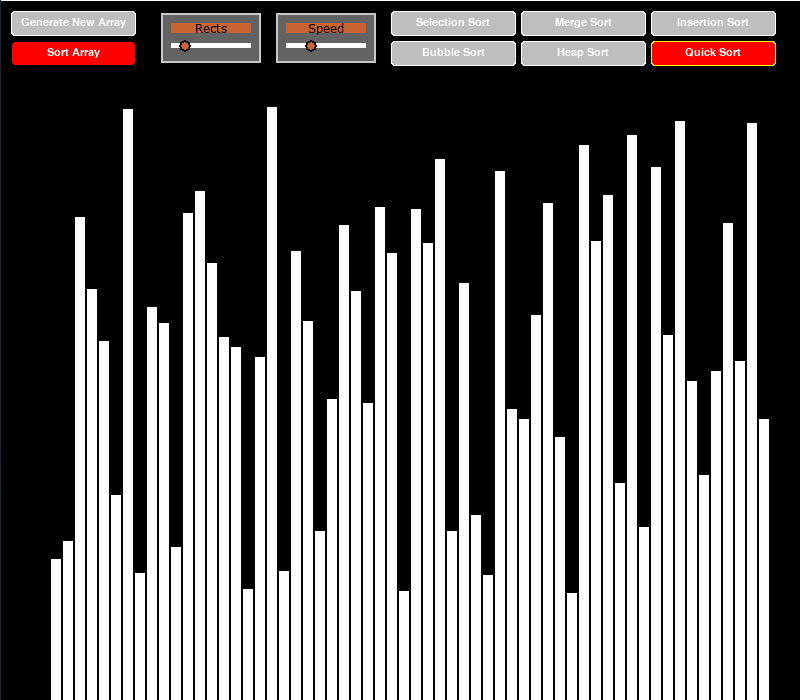 Generate New Array
Sort Array
Rects
Speed
Selection Sort
Merge Sort
Insertion Sort
Bubble Sort
Heap Sort
Quick Sort